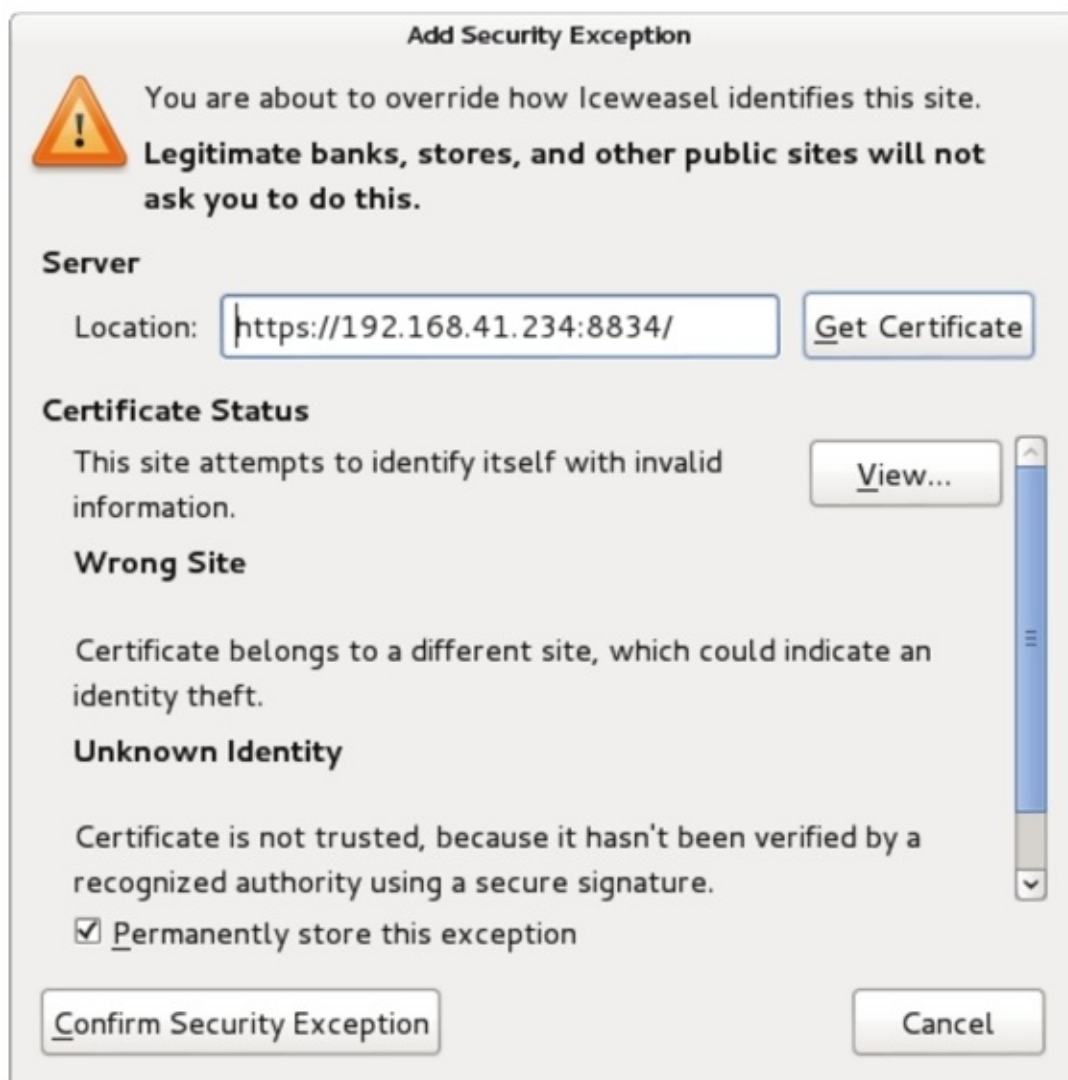 Add Security Exception
You are about to override how Iceweasel identifies this site.
Legitimate banks, stores, and other public sites will not
ask you to do this.
Server
Location: https://192.168.41.234:8834/ Get Certificate
Certificate Status
This site attempts to identify itself with invalid
information.
View...
Wrong Site
Certificate belongs to a different site, which could indicate an
identity theft.
Unknown Identity
Certificate is not trusted, because it hasn't been verified by a
recognized authority using a secure signature.
Permanently store this exception
Confirm Security Exception Cancel